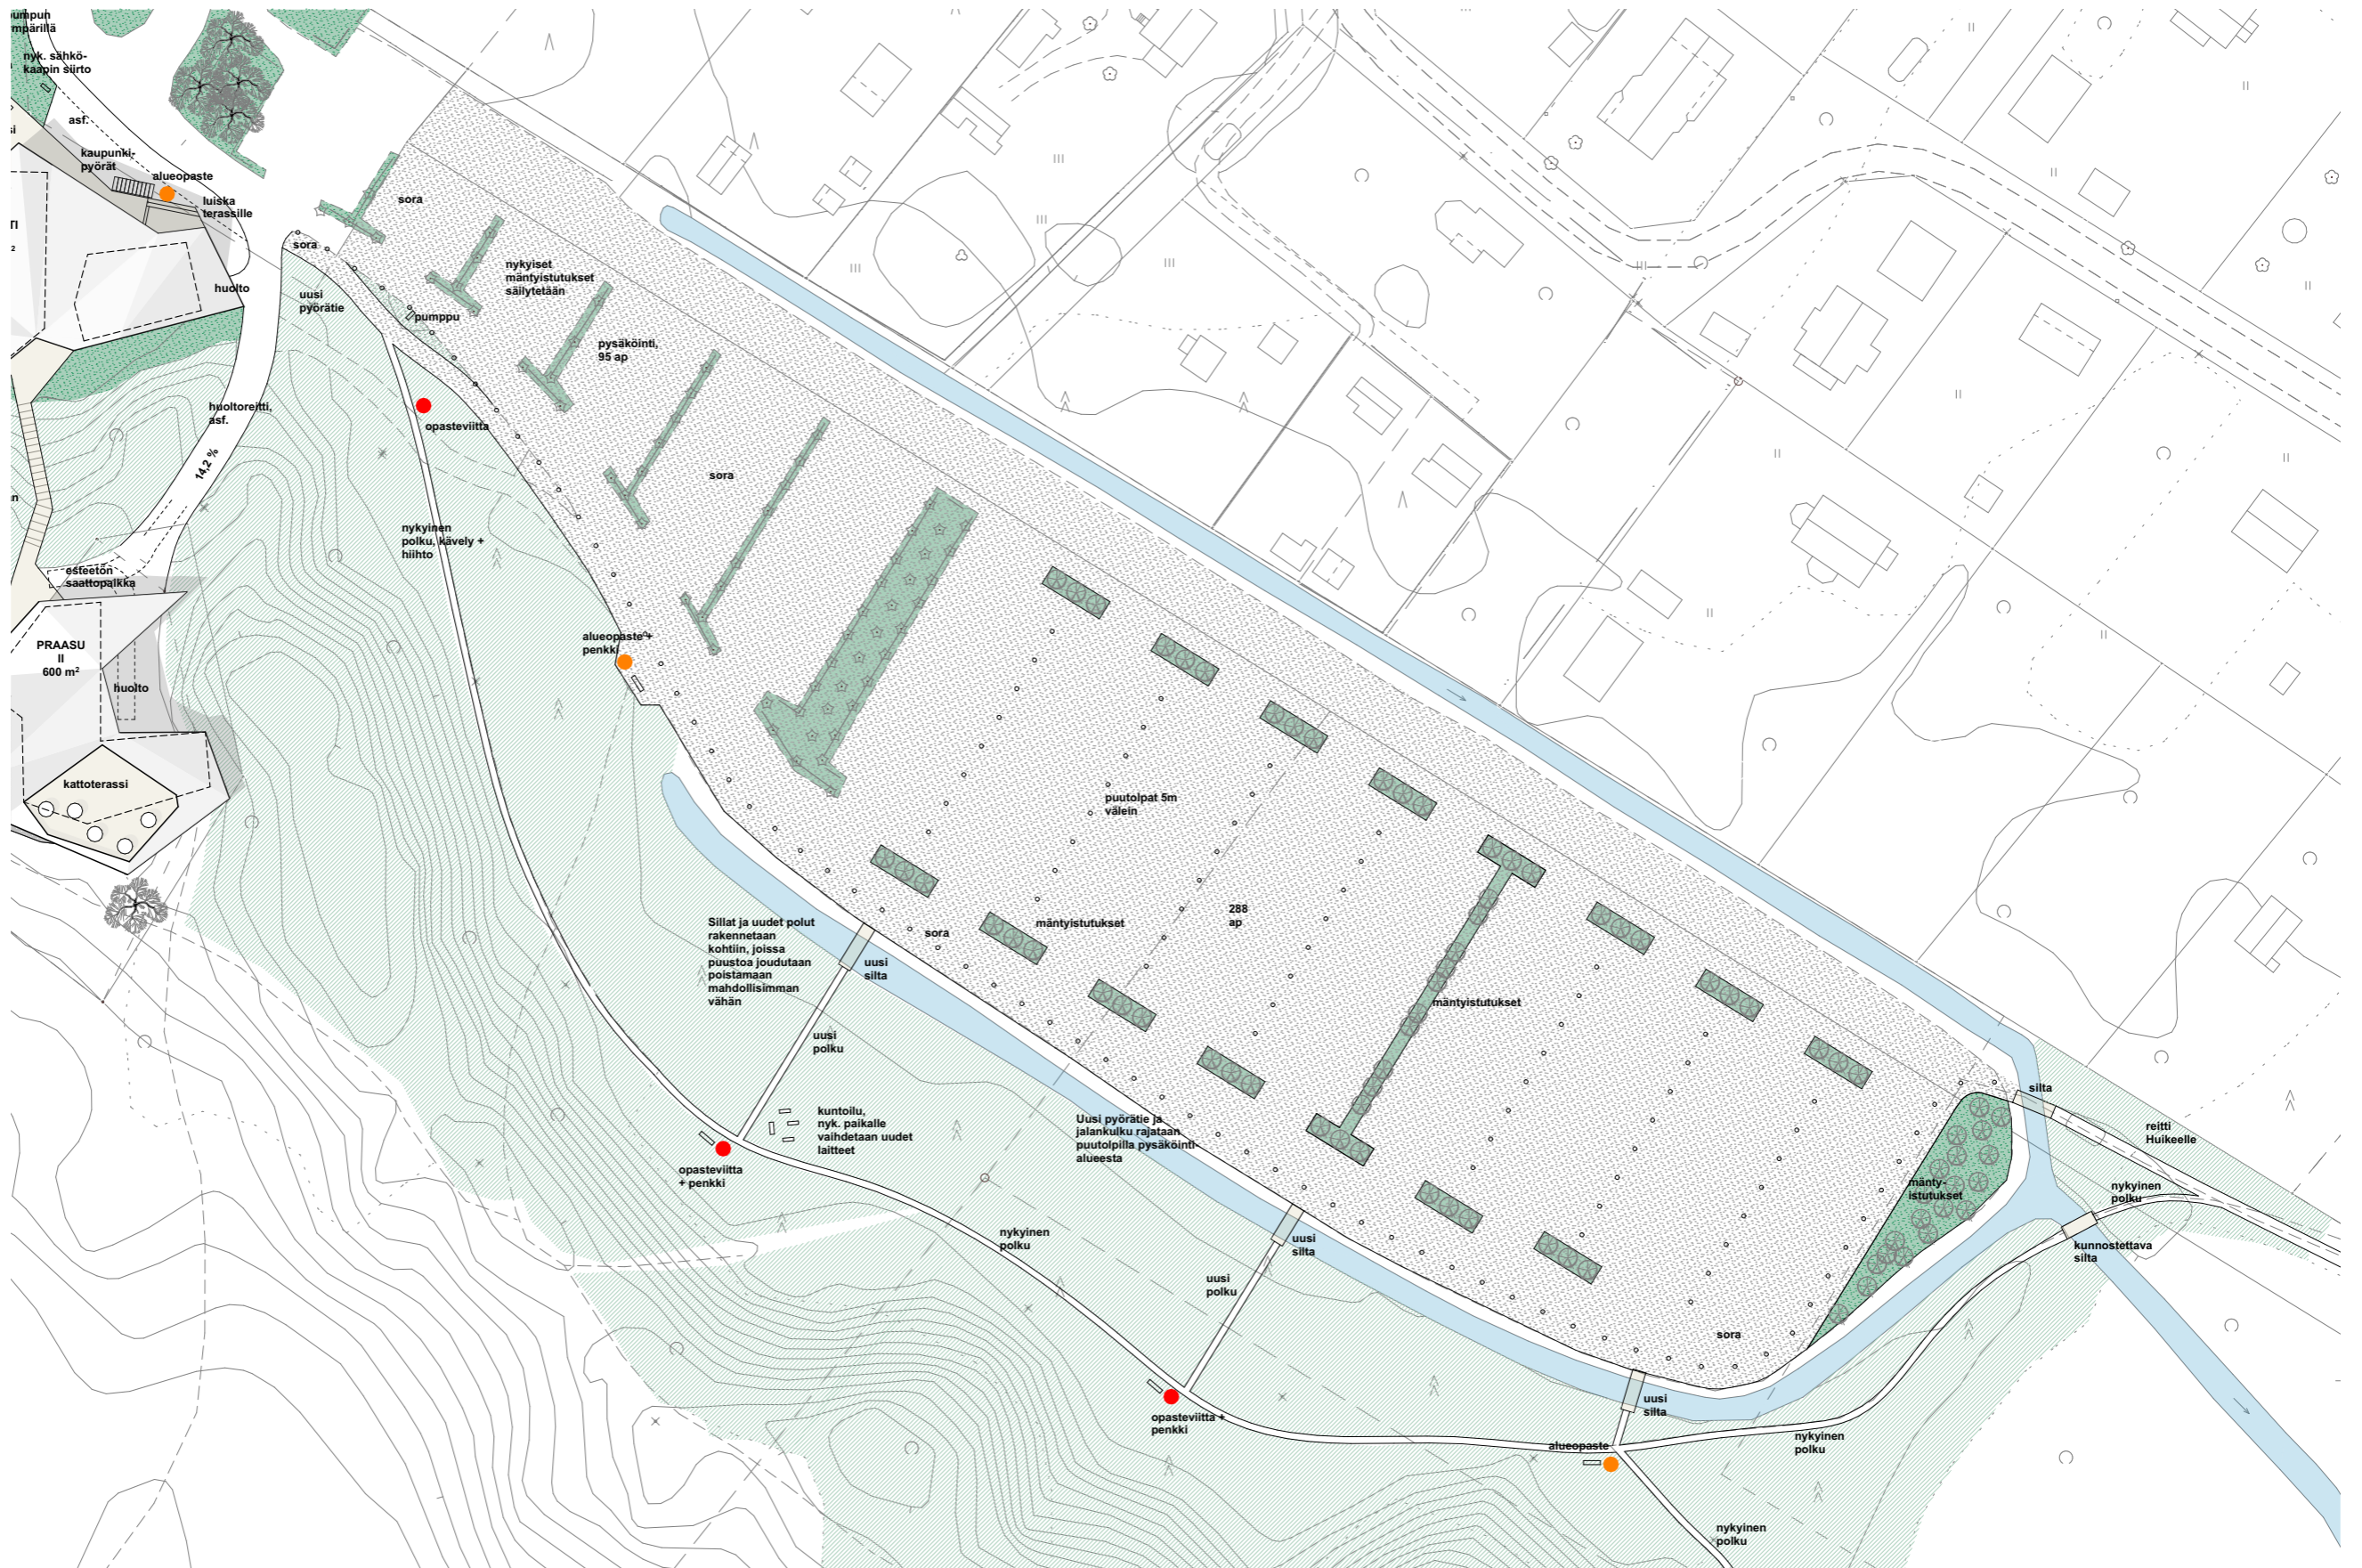 nyk. sähkö-
kaapin siirto
asf.
kaupunki-
pyörät
alueopaste
luiska
terassille
sora
sora
huolto
uusi
pyörätie
pumppu
nykyiset
mäntyistutukset
säilytetään
pysäköinti,
95 ap
huoltoreitti,
asf.
14,2 %
opasteviitta
sora
nykyinen
polku, kävely +
hiihto
esteetön
saattopaikka
PRAASU
II
600 m²
huolto
kattoterassi
alueopaste +
penkki
puutolpat 5m
välein
mäntyistutukset
288
ap
sora
Sillat ja uudet polut
rakennetaan
kohtiin, joissa
puustoa joudutaan
poistamaan
mahdollisimman
vähän
uusi
silta
uusi
polku
mäntyistutukset
kuntoilu,
nyk. paikalle
vaihdetaan uudet
laitteet
opasteviitta
+ penkki
Uusi pyörätie ja
jalankulku rajataan
puutolpilla pysäköinti-
alueesta
silta
reitti
Huikeelle
mänty-
istutukset
nykyinen
polku
kunnostettava
silta
nykyinen
polku
uusi
silta
uusi
polku
sora
opasteviitta +
penkki
uusi
silta
alueopaste
nykyinen
polku
nykyinen
polku